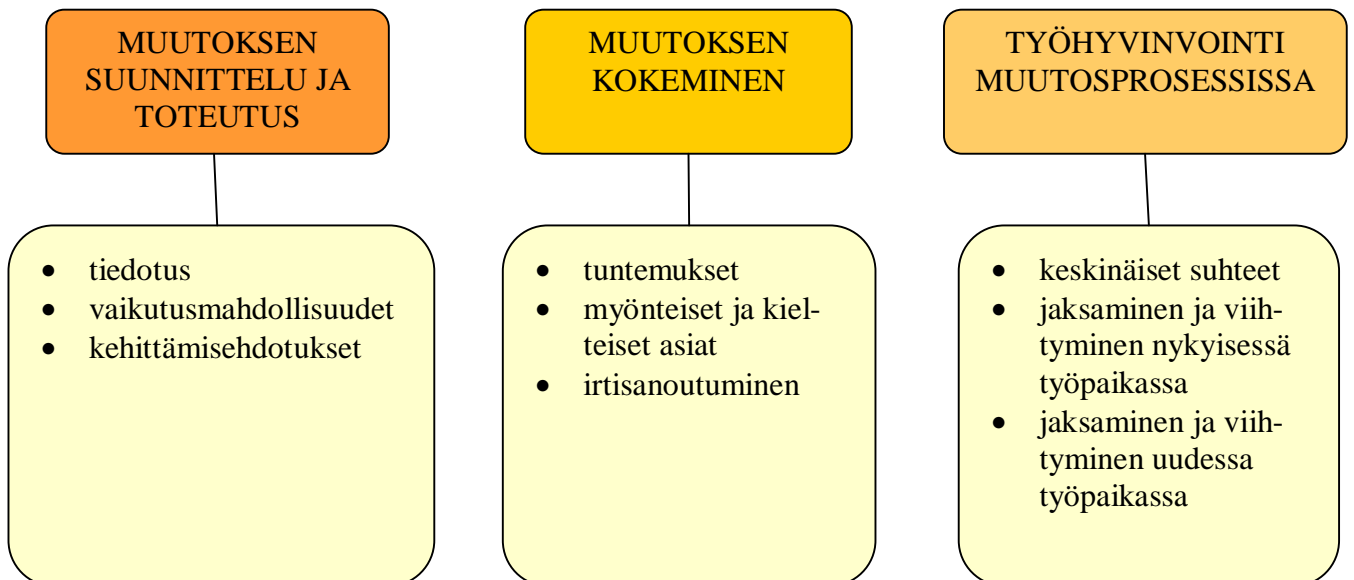 MUUTOKSEN
SUUNNITTELU JA
TOTEUTUS
• tiedotus
• vaikutusmahdollisuudet
• kehittämisehdotukset
MUUTOKSEN
KOKEMINEN
• tuntemukset
• myönteiset ja kiel-
teiset asiat
• irtisanoutuminen
TYÖHYVINVOINTI
MUUTOSPROSESSISSA
• keskinäiset suhteet
• jaksaminen ja viih-
tyminen nykyisessä
työpaikassa
• jaksaminen ja viih-
tyminen uudessa
työpaikassa